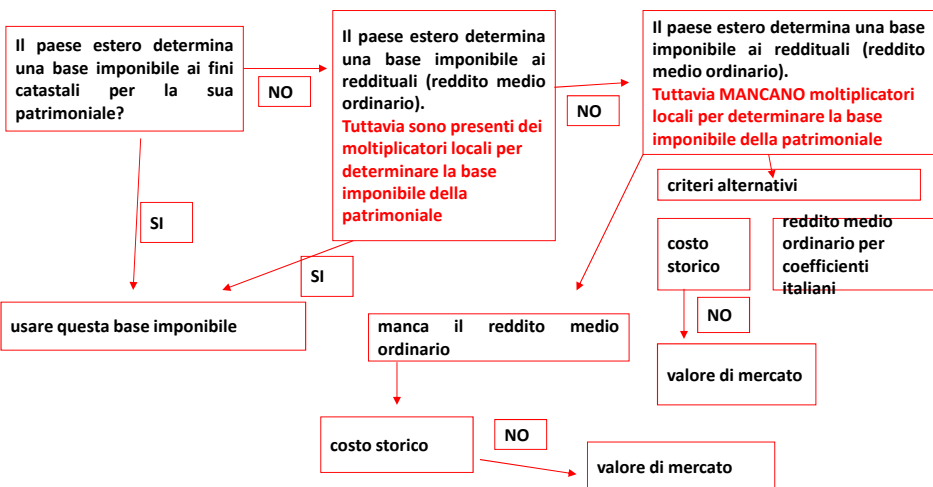 Il paese estero determina
una base imponibile ai fini
catastali per la sua
patrimoniale?
NO
Il paese estero determina
una base imponibile ai
reddituali (reddito medio
ordinario).
Tuttavia sono presenti dei
moltiplicatori locali per
determinare la base
imponibile della
patrimoniale
NO
Il paese estero determina una base
imponibile ai reddituali (reddito
medio ordinario).
Tuttavia MANCANO moltiplicatori
locali per determinare la base
imponibile della patrimoniale
criteri alternativi
SI
costo
storico
reddito medio
ordinario per
coefficienti
italiani
SI
usare questa base imponibile
manca il reddito medio
ordinario
NO
valore di mercato
costo storico
NO
valore di mercato